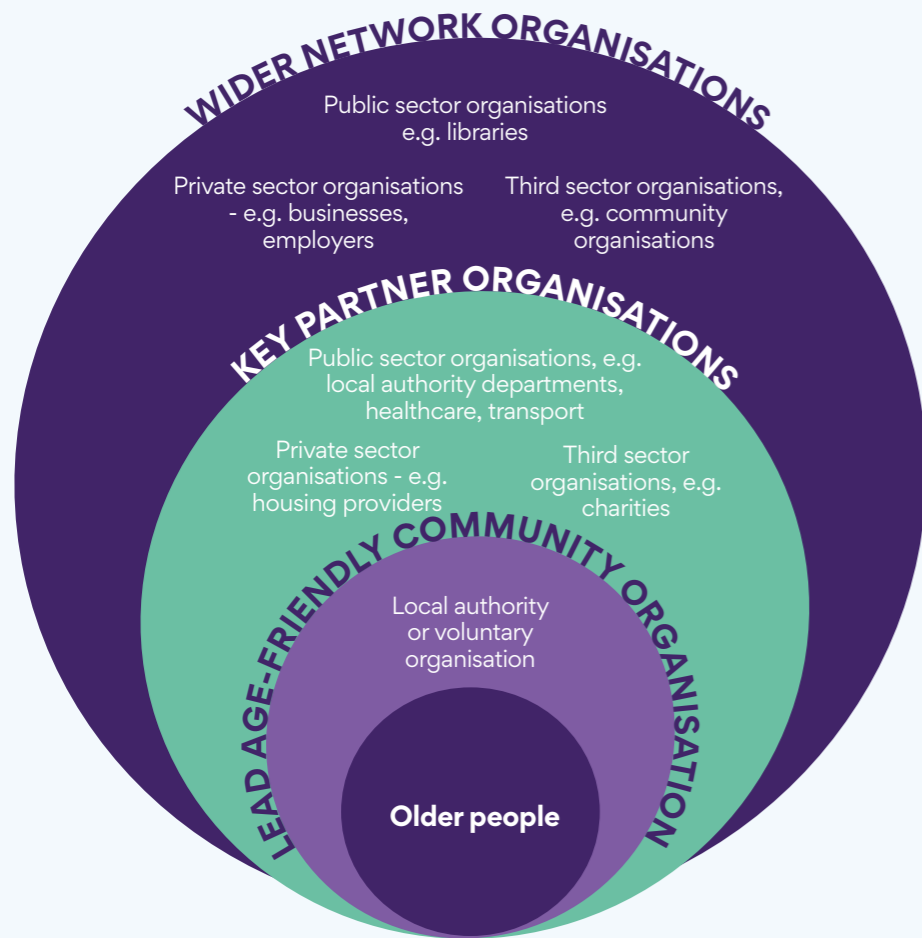 WIDER NETWORK ORGANISATIONS
Public sector organisations
e.g. libraries
Private sector organisations
- e.g. businesses,
employers
Third sector organisations,
e.g. community
organisations
KEY PARTNER ORGANISATIONS
Public sector organisations, e.g.
local authority departments,
healthcare, transport
Private sector
organisations - e.g.
housing providers
Third sector
organisations, e.g.
charities
LEAD AGE-FRIENDLY COMMUNITY ORGANISATION
Local authority
or voluntary
organisation
Older people